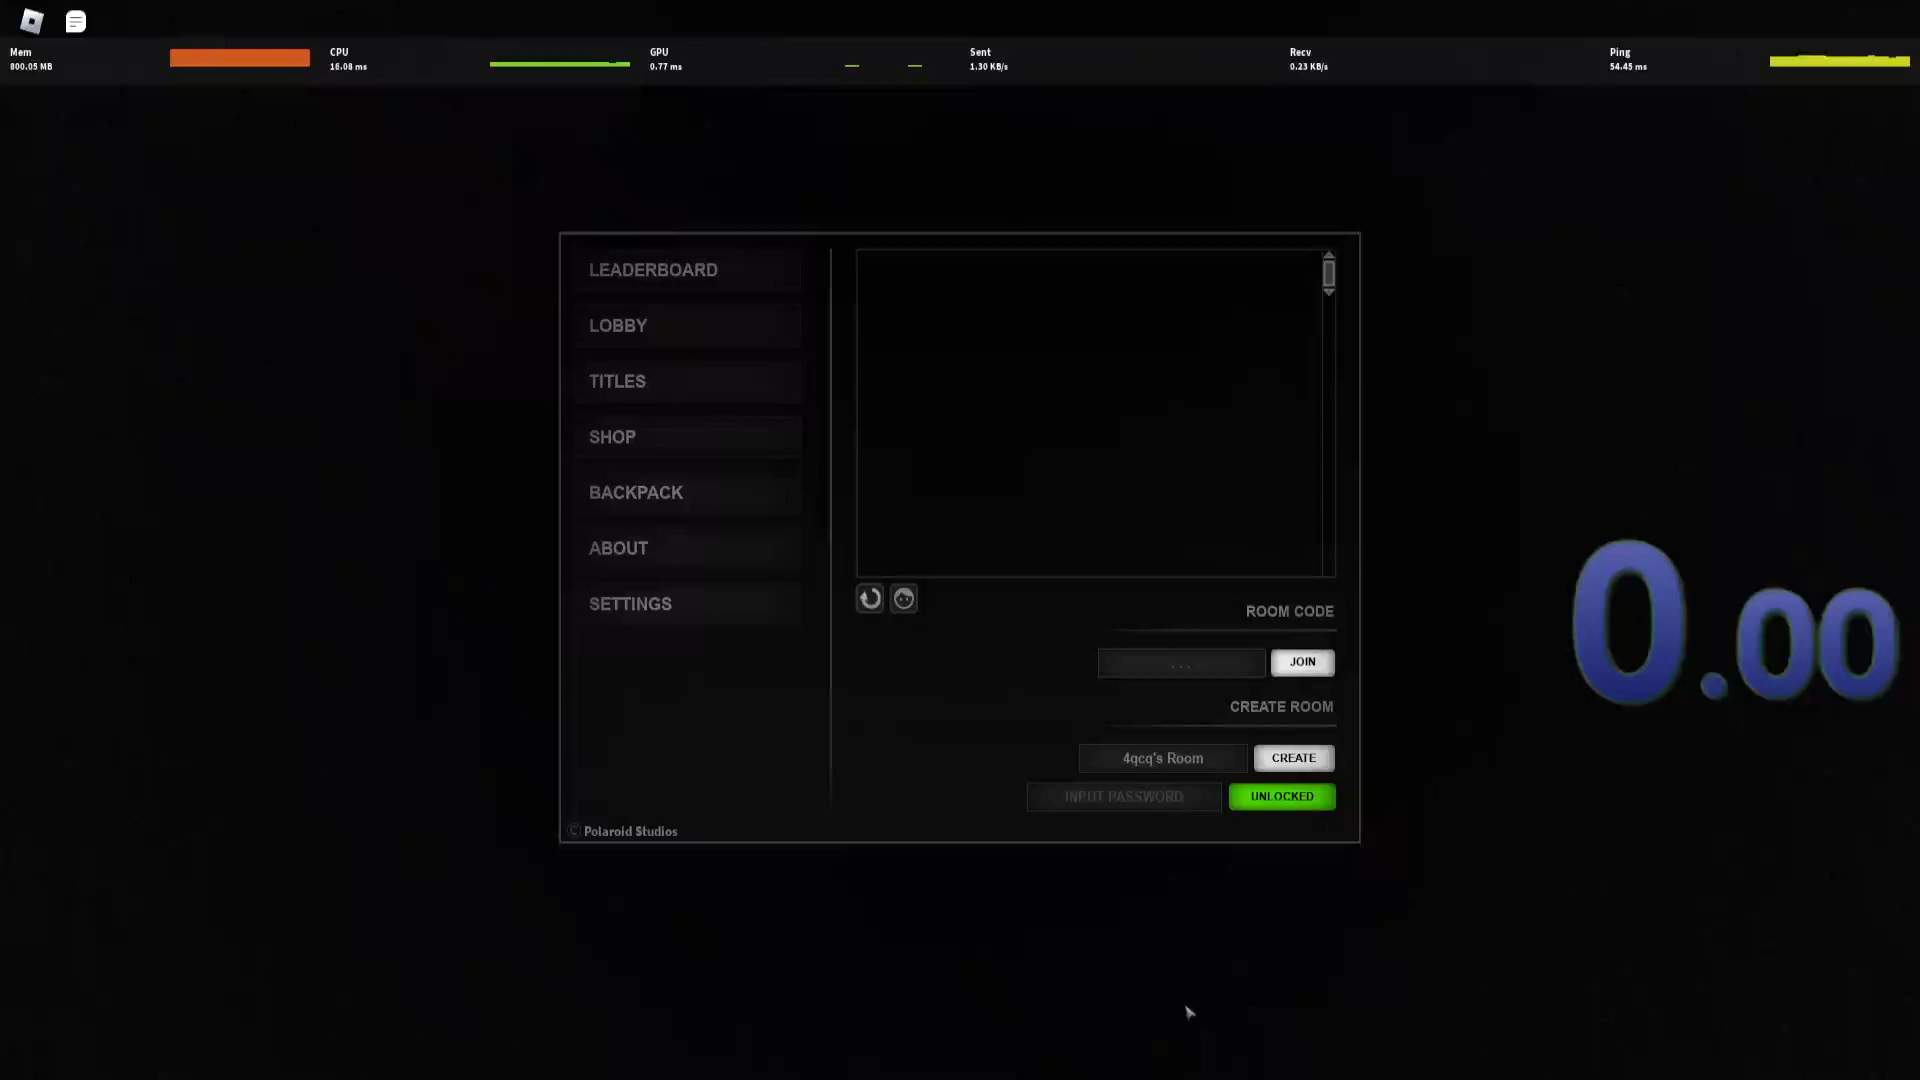 Mem
800.05 MB
CPU
16.08 ms
GPU
0.77 ms
Sent
1.30 KB/s
Recv
0.23 KB/s
Ping
54.45 ms
LEADERBOARD
LOBBY
TITLES
SHOP
BACKPACK
ABOUT
SETTINGS
ROOM CODE
. . .
JOIN
CREATE ROOM
4qcq's Room
CREATE
INPUT PASSWORD
UNLOCKED
© Polaroid Studios
0.00